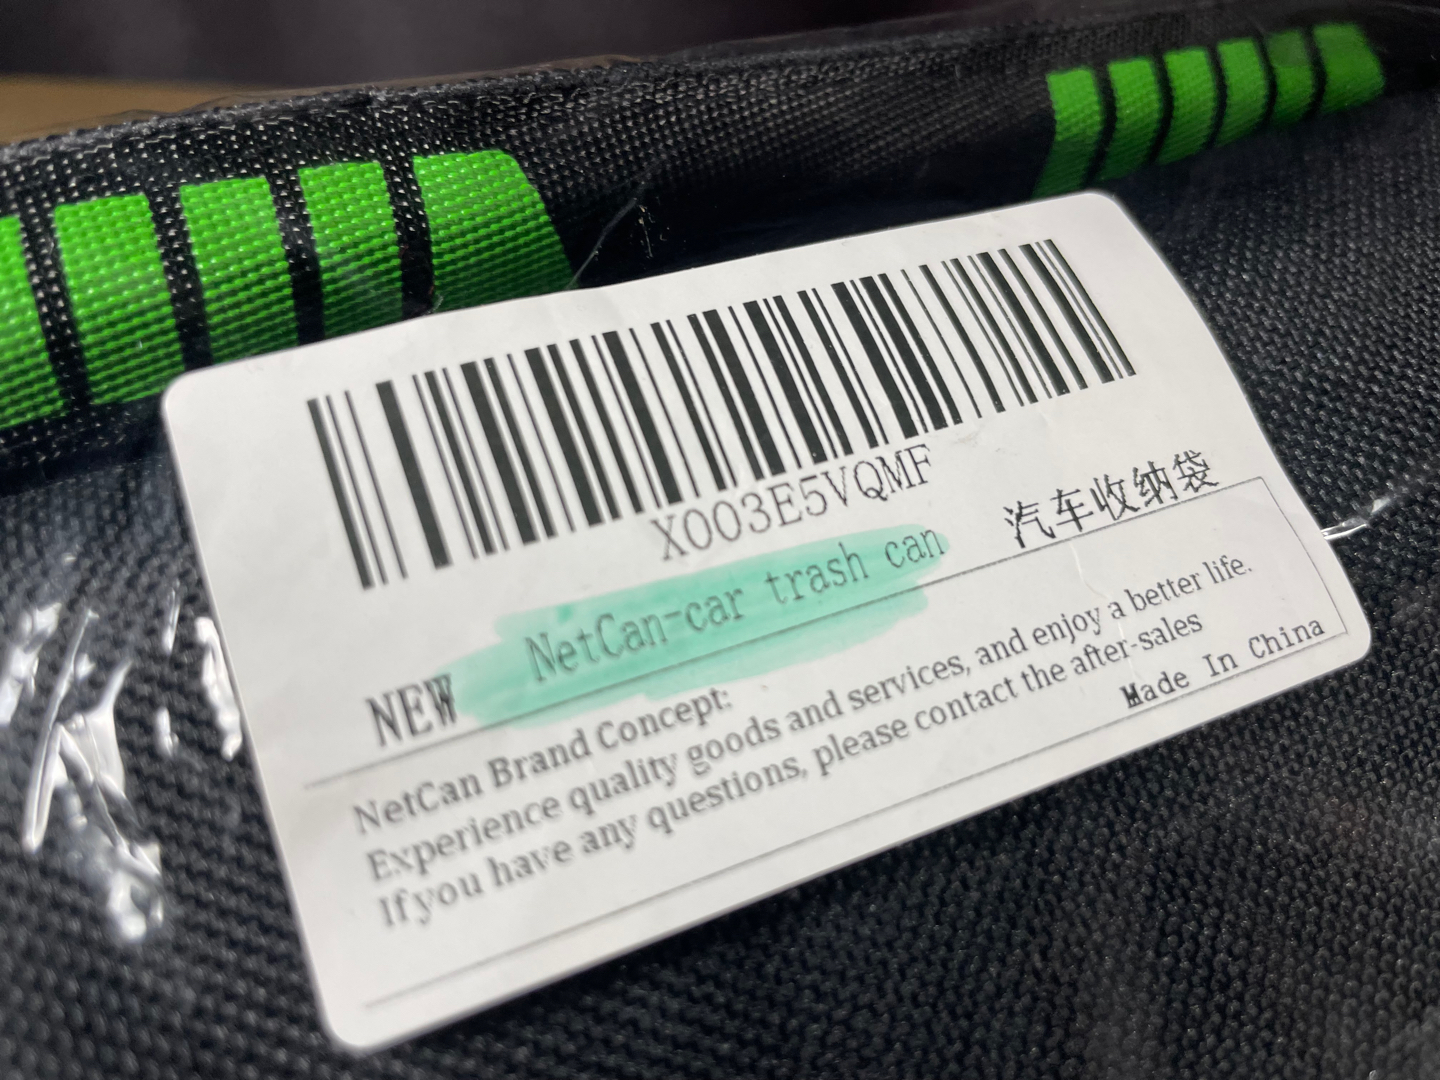 X003E5VQMF
NEW NetCan-car trash can 汽车收纳袋
NetCan Brand Concept:
Experience quality goods and services, and enjoy a better life.
If you have any questions, please contact the after-sales
Made In China